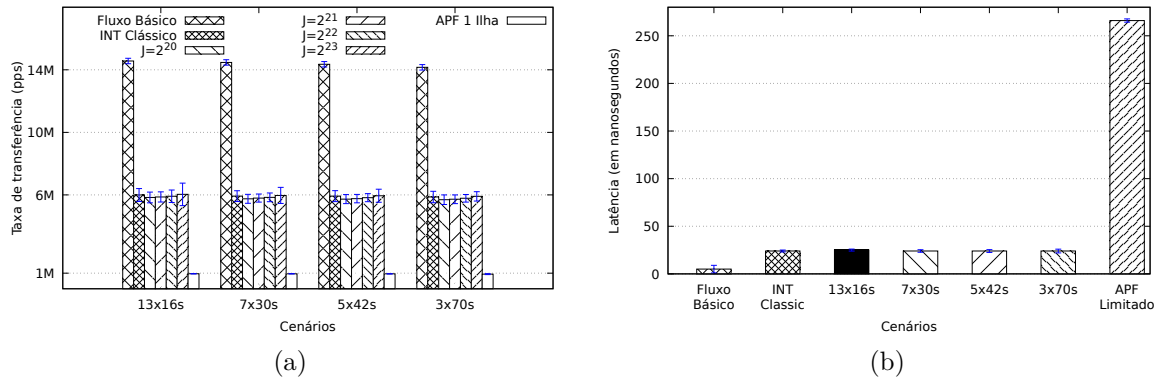 Fluxo Básico
INT Clássico
J=2^20
J=2^21
J=2^22
J=2^23
APF 1 Ilha
Taxa de transferência (pps)
14M
10M
6M
1M
13x16s 7x30s 5x42s 3x70s
Cenários
(a)
Latência (em nanosegundos)
250
200
150
100
50
0
Fluxo Básico
INT Classic
13x16s
7x30s
5x42s
3x70s
APF Limitado
Cenários
(b)